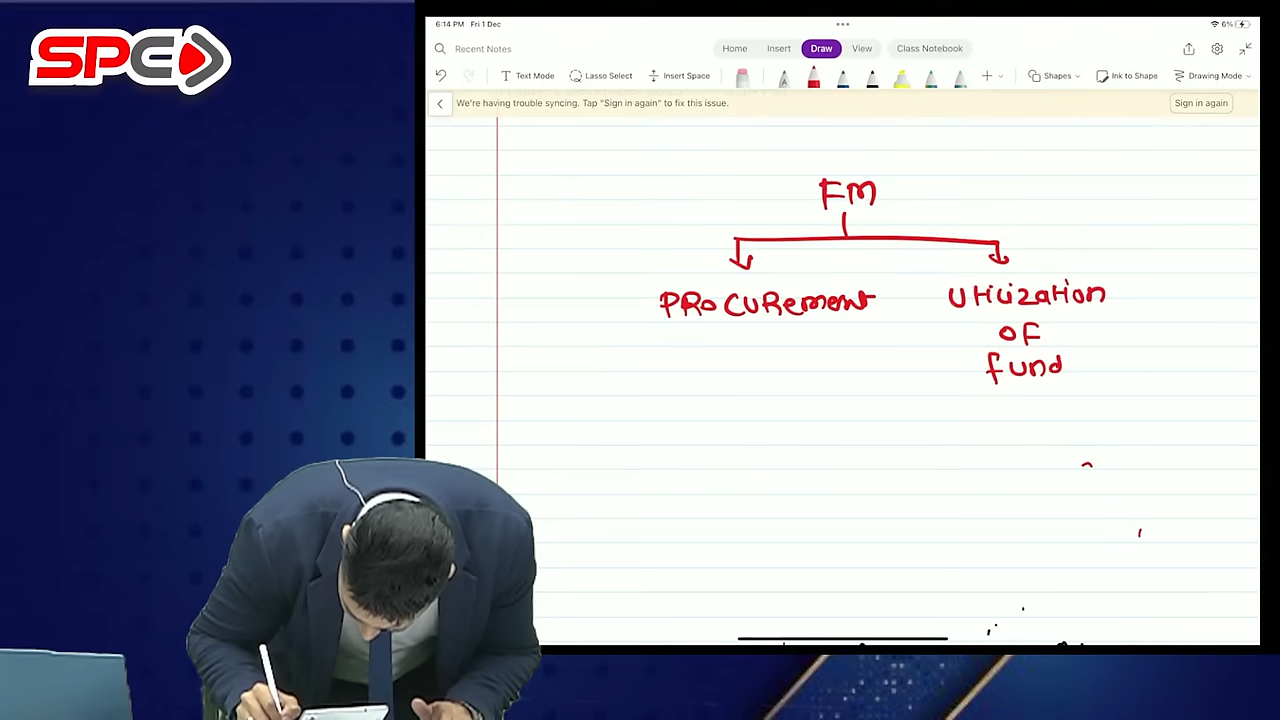 SPC
6:14 PM Fri 1 Dec
6%
Recent Notes
Home Insert Draw View Class Notebook
Text Mode Lasso Select Insert Space Shapes Ink to Shape Drawing Mode
We're having trouble syncing. Tap "Sign in again" to fix this issue.
Sign in again
FM
PROCUREment
Utilization
of
fund